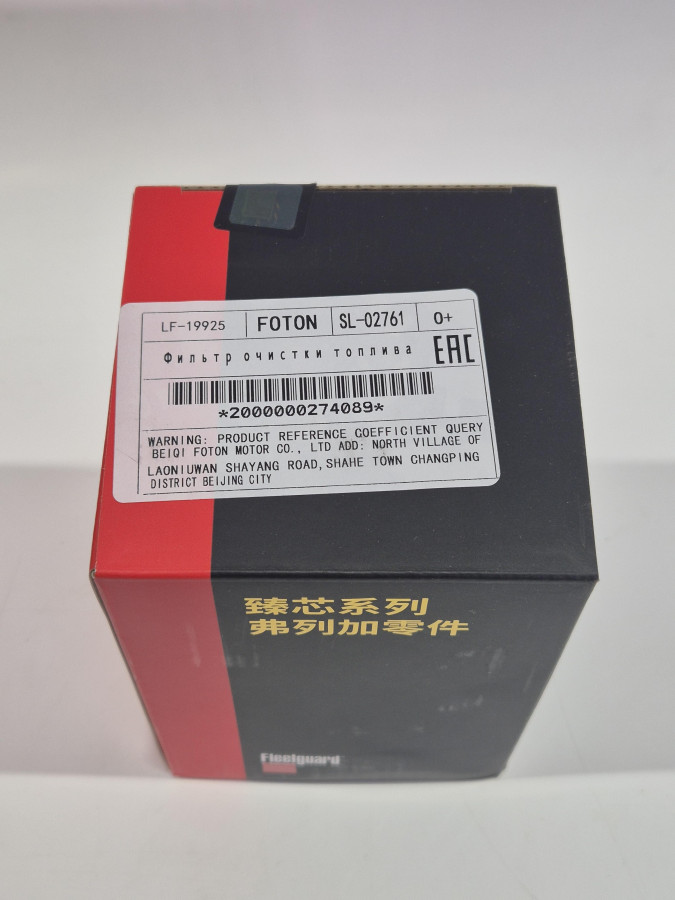 LF-19925 FOTON SL-02761 0+
Фильтр очистки топлива EAC
*2000000274089*
WARNING: PRODUCT REFERENCE COEFFICIENT QUERY
BEIQI FOTON MOTOR CO., LTD ADD: NORTH VILLAGE OF
LAONIUWAN SHAYANG ROAD, SHAHE TOWN CHANGPING
DISTRICT BEIJING CITY
臻芯系列
弗列加零件
Fleetguard